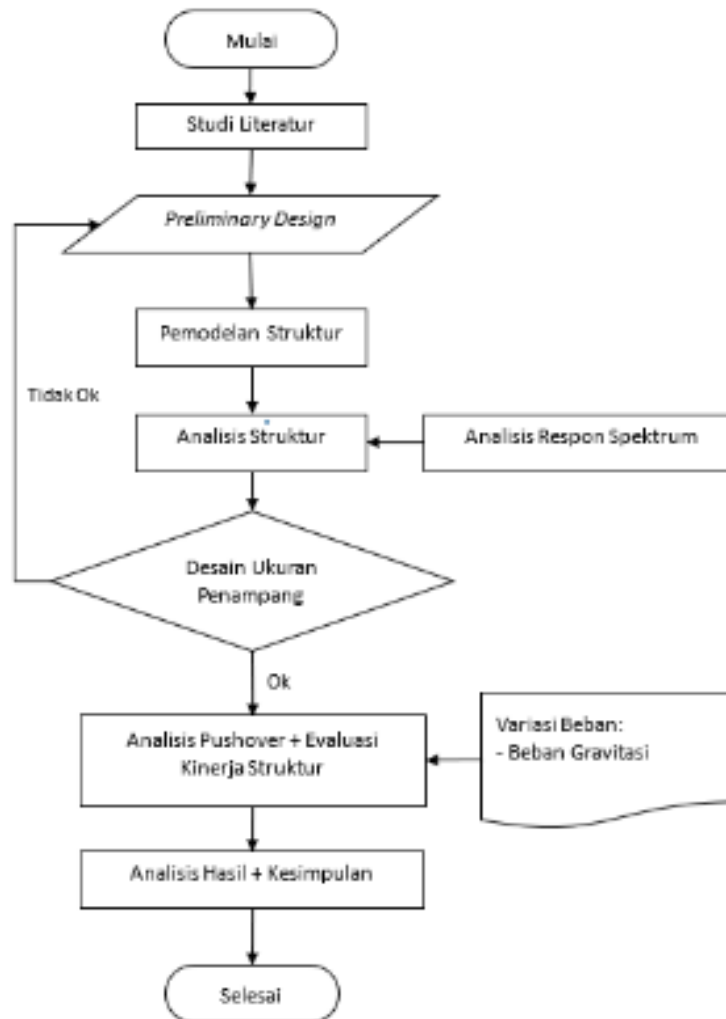 Mulai
Studi Literatur
Preliminary Design
Pemodelan Struktur
Tidak Ok
Analisis Struktur
Analisis Respon Spektrum
Desain Ukuran
Penampang
Ok
Analisis Pushover + Evaluasi
Kinerja Struktur
Variasi Beban:
- Beban Gravitasi
Analisis Hasil + Kesimpulan
Selesai